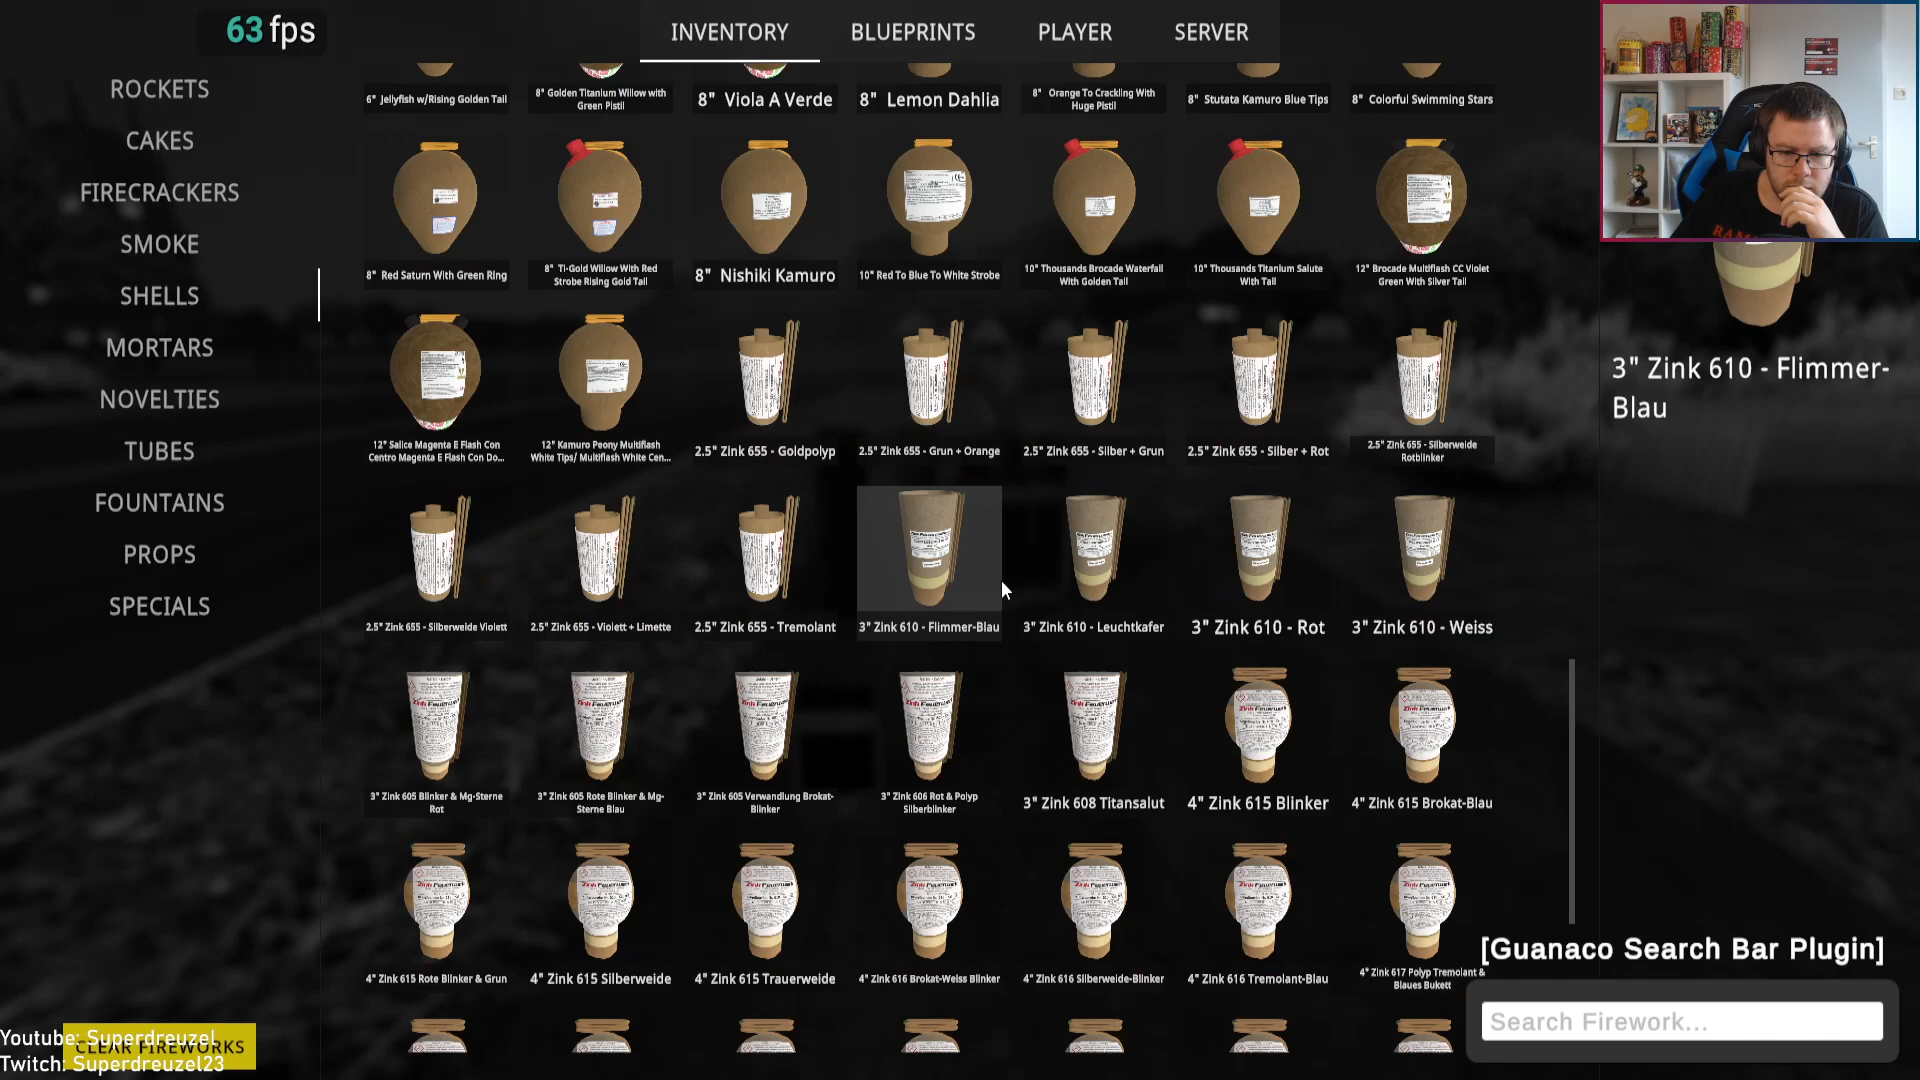 63 fps
INVENTORY
BLUEPRINTS
PLAYER
SERVER
ROCKETS
CAKES
FIRECRACKERS
SMOKE
SHELLS
MORTARS
NOVELTIES
TUBES
FOUNTAINS
PROPS
SPECIALS
6" Jellyfish w/Rising Golden Tail
8" Golden Titanium Willow with
Green Pistil
8" Viola A Verde
8" Lemon Dahlia
8" Orange To Crackling With
Huge Pistil
8" Stutata Kamuro Blue Tips
8" Colorful Swimming Stars
8" Red Saturn With Green Ring
8" Ti-Gold Willow With Red
Strobe Rising Gold Tail
8" Nishiki Kamuro
10" Red To Blue To White Strobe
10" Thousands Brocade Waterfall
With Golden Tail
10" Thousands Titanium Salute
With Tail
12" Brocade Multiflash CC Violet
Green With Silver Tail
12" Salice Magenta E Flash Con
Centro Magenta E Flash Con Do...
12" Kamuro Peony Multiflash
White Tips/ Multiflash White Cen...
2.5" Zink 655 - Goldpolyp
2.5" Zink 655 - Grun + Orange
2.5" Zink 655 - Silber + Grun
2.5" Zink 655 - Silber + Rot
2.5" Zink 655 - Silberweide
Rotblinker
2.5" Zink 655 - Silberweide Violett
2.5" Zink 655 - Violett + Limette
2.5" Zink 655 - Tremolant
3" Zink 610 - Flimmer-Blau
3" Zink 610 - Leuchtkafer
3" Zink 610 - Rot
3" Zink 610 - Weiss
3" Zink 605 Blinker & Mg-Sterne
Rot
3" Zink 605 Rote Blinker & Mg-
Sterne Blau
3" Zink 605 Verwandlung Brokat-
Blinker
3" Zink 606 Rot & Polyp
Silberblinker
3" Zink 608 Titansalut
4" Zink 615 Blinker
4" Zink 615 Brokat-Blau
4" Zink 615 Rote Blinker & Grun
4" Zink 615 Silberweide
4" Zink 615 Trauerweide
4" Zink 616 Brokat-Weiss Blinker
4" Zink 616 Silberweide-Blinker
4" Zink 616 Tremolant-Blau
4" Zink 617 Polyp Tremolant &
Blaues Bukett
3" Zink 610 - Flimmer-
Blau
[Guanaco Search Bar Plugin]
Search Firework...
Youtube: Superdreuzel
CLEAR FIREWORKS
Twitch: Superdreuzel23